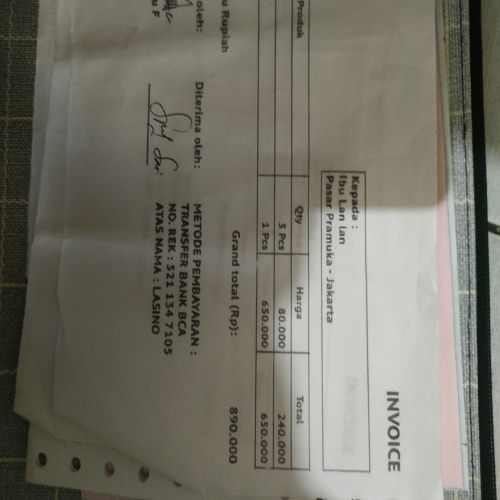 INVOICE
Kepada :
Ibu Lan lan
Pasar Pramuka - Jakarta
Produk Qty Harga Total
3 Pcs 80.000 240.000
1 Pcs 650.000 650.000
Grand total (Rp): 890.000
u Rupiah
oleh: Diterima oleh:
METODE PEMBAYARAN :
TRANSFER BANK BCA
NO. REK : 521 134 7105
ATAS NAMA : LASINO
u F